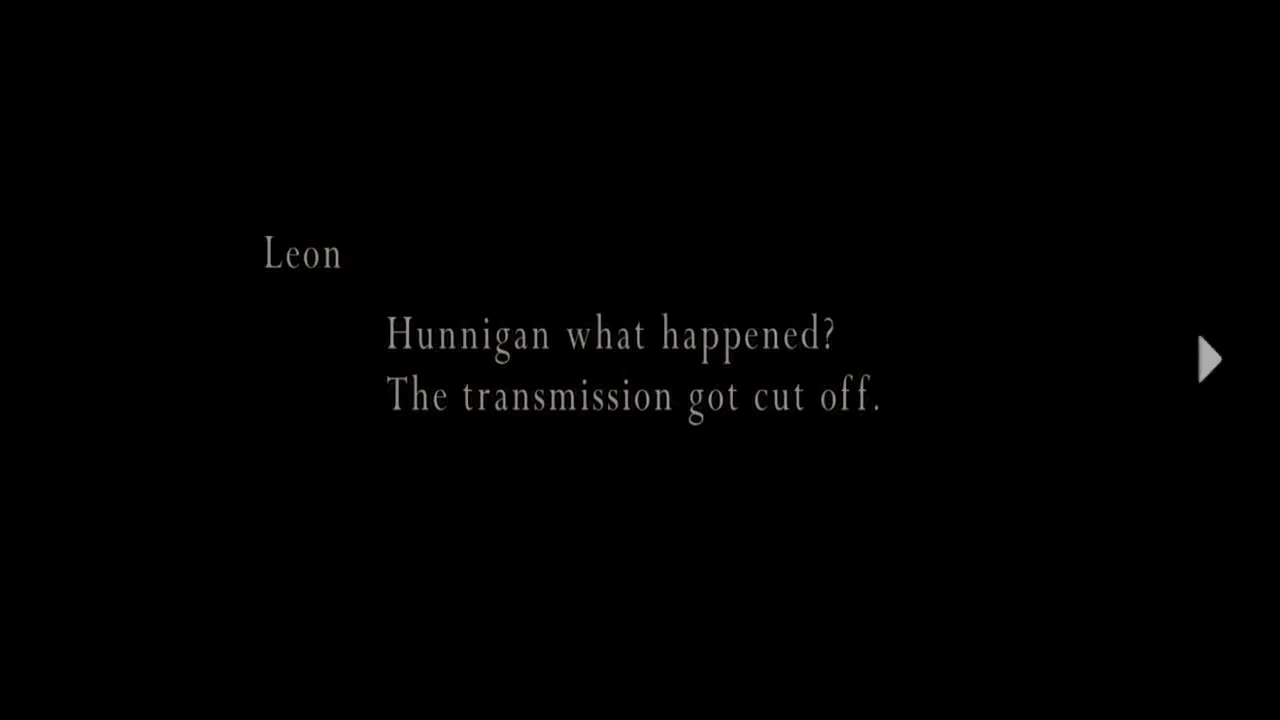 Leon
Hunnigan what happened?
The transmission got cut off.